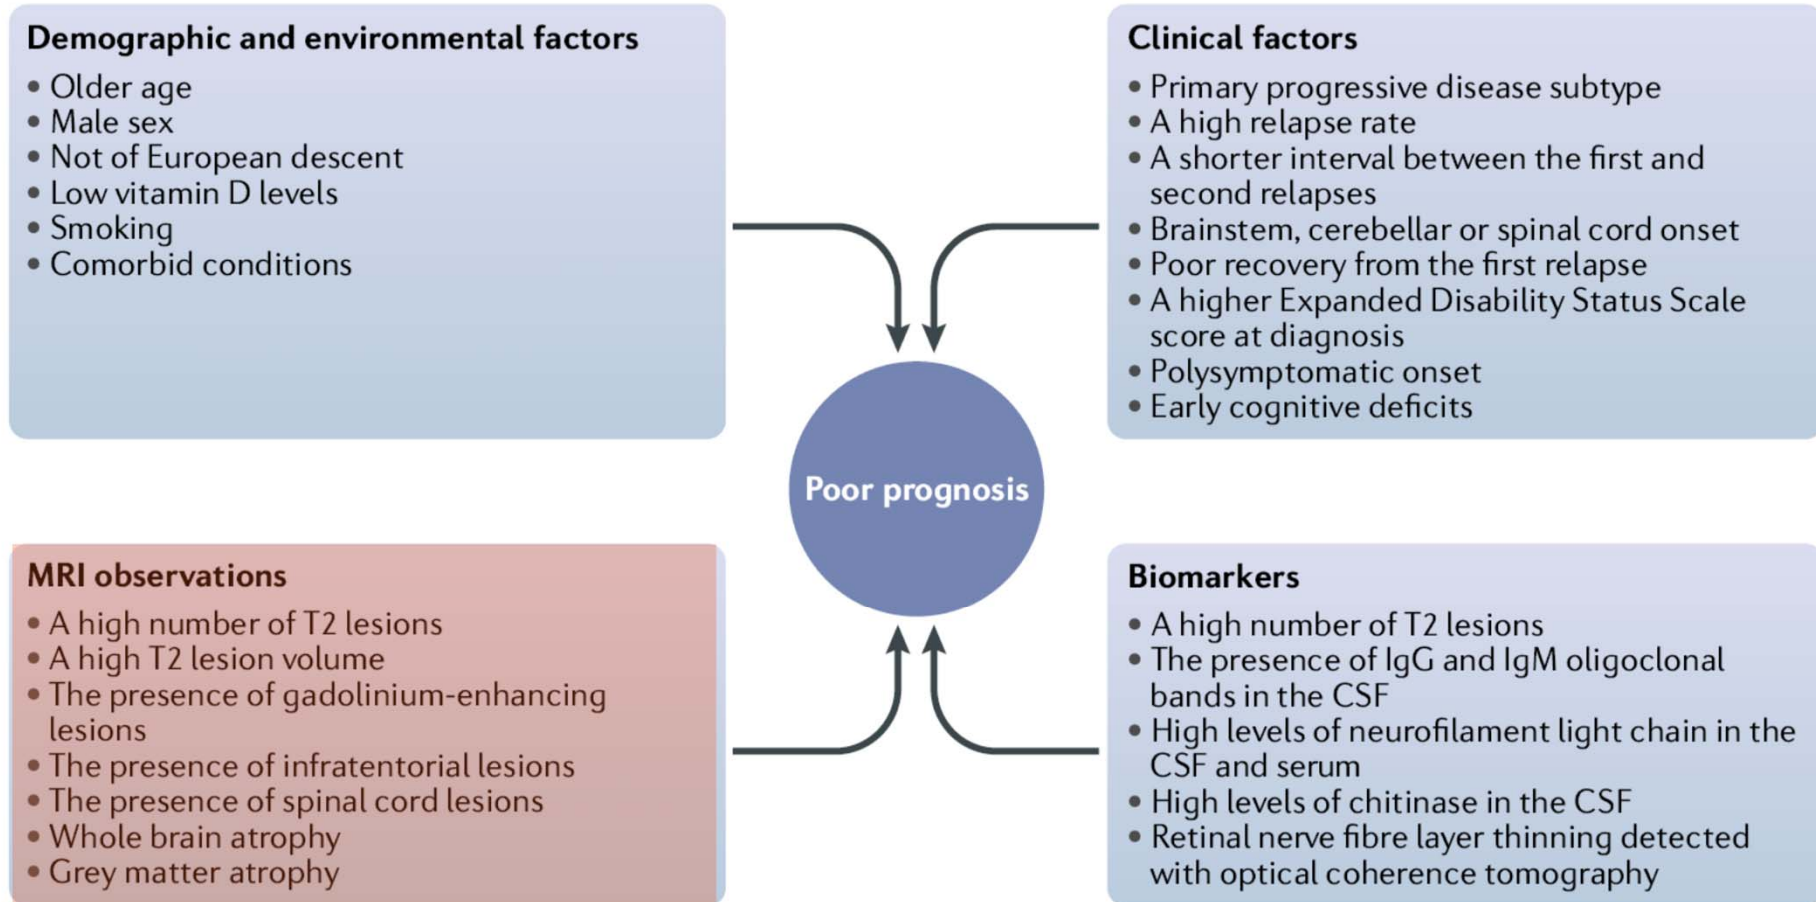 Demographic and environmental factors
• Older age
• Male sex
• Not of European descent
• Low vitamin D levels
• Smoking
• Comorbid conditions
Clinical factors
• Primary progressive disease subtype
• A high relapse rate
• A shorter interval between the first and
second relapses
• Brainstem, cerebellar or spinal cord onset
• Poor recovery from the first relapse
• A higher Expanded Disability Status Scale
score at diagnosis
• Polysymptomatic onset
• Early cognitive deficits
Poor prognosis
MRI observations
• A high number of T2 lesions
• A high T2 lesion volume
• The presence of gadolinium-enhancing
lesions
• The presence of infratentorial lesions
• The presence of spinal cord lesions
• Whole brain atrophy
• Grey matter atrophy
Biomarkers
• A high number of T2 lesions
• The presence of IgG and IgM oligoclonal
bands in the CSF
• High levels of neurofilament light chain in the
CSF and serum
• High levels of chitinase in the CSF
• Retinal nerve fibre layer thinning detected
with optical coherence tomography